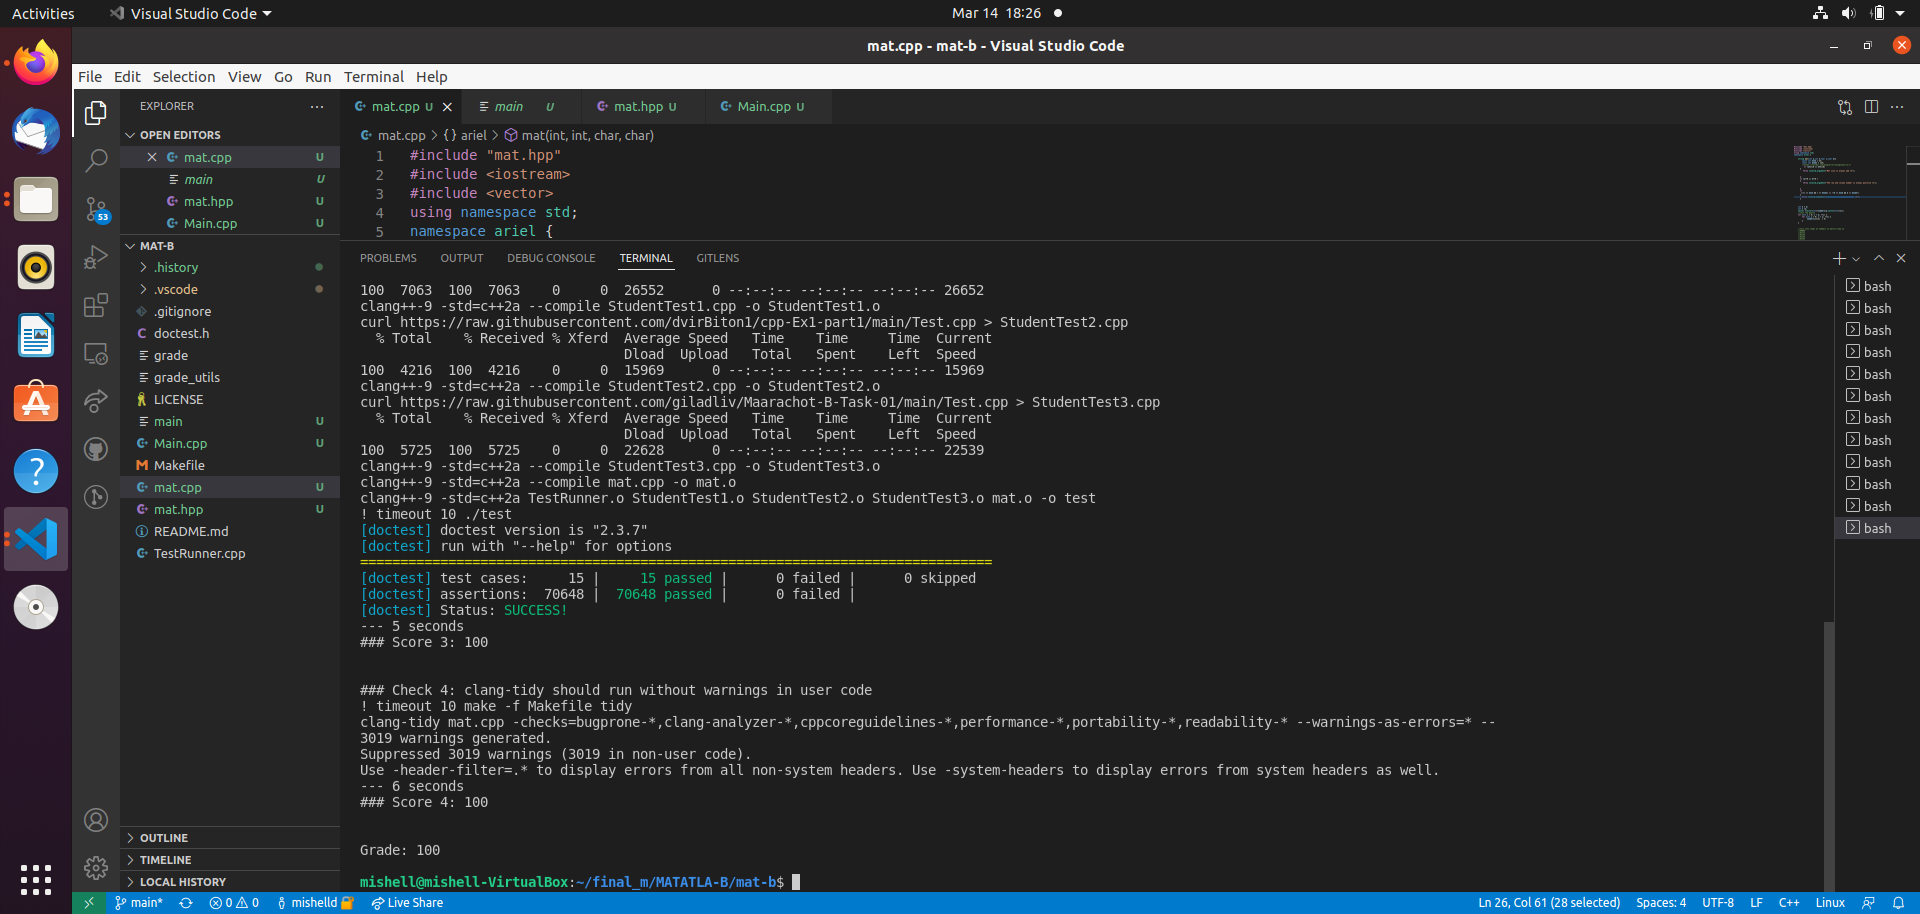 Activities
Visual Studio Code
Mar 14 18:26
mat.cpp - mat-b - Visual Studio Code
File Edit Selection View Go Run Terminal Help
EXPLORER
OPEN EDITORS
mat.cpp U
main U
mat.hpp U
Main.cpp U
53
MAT-B
.history
.vscode
.gitignore
doctest.h
grade
grade_utils
LICENSE
main U
Main.cpp U
Makefile
mat.cpp U
mat.hpp U
README.md
TestRunner.cpp
OUTLINE
TIMELINE
LOCAL HISTORY
mat.cpp U main U mat.hpp U Main.cpp U
mat.cpp > {} ariel > mat(int, int, char, char)
1 #include "mat.hpp"
2 #include <iostream>
3 #include <vector>
4 using namespace std;
5 namespace ariel {
PROBLEMS OUTPUT DEBUG CONSOLE TERMINAL GITLENS
100  7063  100  7063    0     0  26552      0 --:--:-- --:--:-- --:--:-- 26652
clang++-9 -std=c++2a --compile StudentTest1.cpp -o StudentTest1.o
curl https://raw.githubusercontent.com/dvirBiton1/cpp-Ex1-part1/main/Test.cpp > StudentTest2.cpp
  % Total    % Received % Xferd  Average Speed   Time    Time     Time  Current
                                 Dload  Upload   Total   Spent    Left  Speed
100  4216  100  4216    0     0  15969      0 --:--:-- --:--:-- --:--:-- 15969
clang++-9 -std=c++2a --compile StudentTest2.cpp -o StudentTest2.o
curl https://raw.githubusercontent.com/giladliv/Maarachot-B-Task-01/main/Test.cpp > StudentTest3.cpp
  % Total    % Received % Xferd  Average Speed   Time    Time     Time  Current
                                 Dload  Upload   Total   Spent    Left  Speed
100  5725  100  5725    0     0  22628      0 --:--:-- --:--:-- --:--:-- 22539
clang++-9 -std=c++2a --compile StudentTest3.cpp -o StudentTest3.o
clang++-9 -std=c++2a --compile mat.cpp -o mat.o
clang++-9 -std=c++2a TestRunner.o StudentTest1.o StudentTest2.o StudentTest3.o mat.o -o test
! timeout 10 ./test
[doctest] doctest version is "2.3.7"
[doctest] run with "--help" for options
===============================================================================
[doctest] test cases:     15 |     15 passed |      0 failed |      0 skipped
[doctest] assertions:  70648 |  70648 passed |      0 failed |
[doctest] Status: SUCCESS!
--- 5 seconds
### Score 3: 100
### Check 4: clang-tidy should run without warnings in user code
! timeout 10 make -f Makefile tidy
clang-tidy mat.cpp -checks=bugprone-*,clang-analyzer-*,cppcoreguidelines-*,performance-*,portability-*,readability-* --warnings-as-errors=* --
3019 warnings generated.
Suppressed 3019 warnings (3019 in non-user code).
Use -header-filter=.* to display errors from all non-system headers. Use -system-headers to display errors from system headers as well.
--- 6 seconds
### Score 4: 100
Grade: 100
mishell@mishell-VirtualBox:~/final_m/MATATLA-B/mat-b$
bash
bash
bash
bash
bash
bash
bash
bash
bash
bash
bash
bash
main* 0 0 mishelld Live Share
Ln 26, Col 61 (28 selected) Spaces: 4 UTF-8 LF C++ Linux